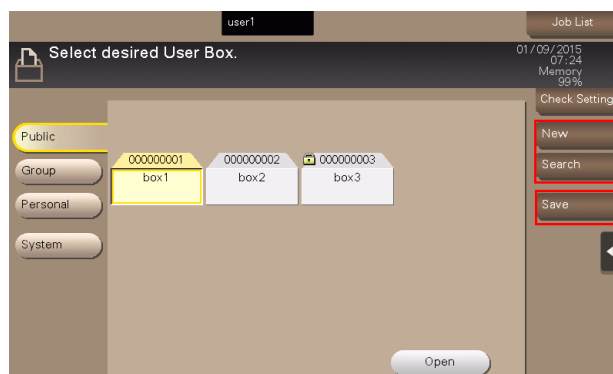 user1
Job List
Select desired User Box.
01/09/2015
07:24
Memory
99%
Check Setting
Public
New
000000001
000000002
000000003
Group
box1
box2
box3
Search
Personal
Save
System
Open